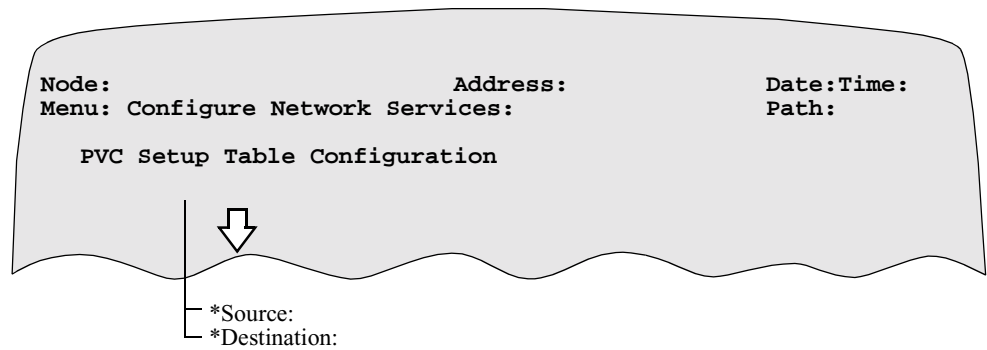 Node: Address: Date:Time:
Menu: Configure Network Services: Path:
PVC Setup Table Configuration
*Source:
*Destination: